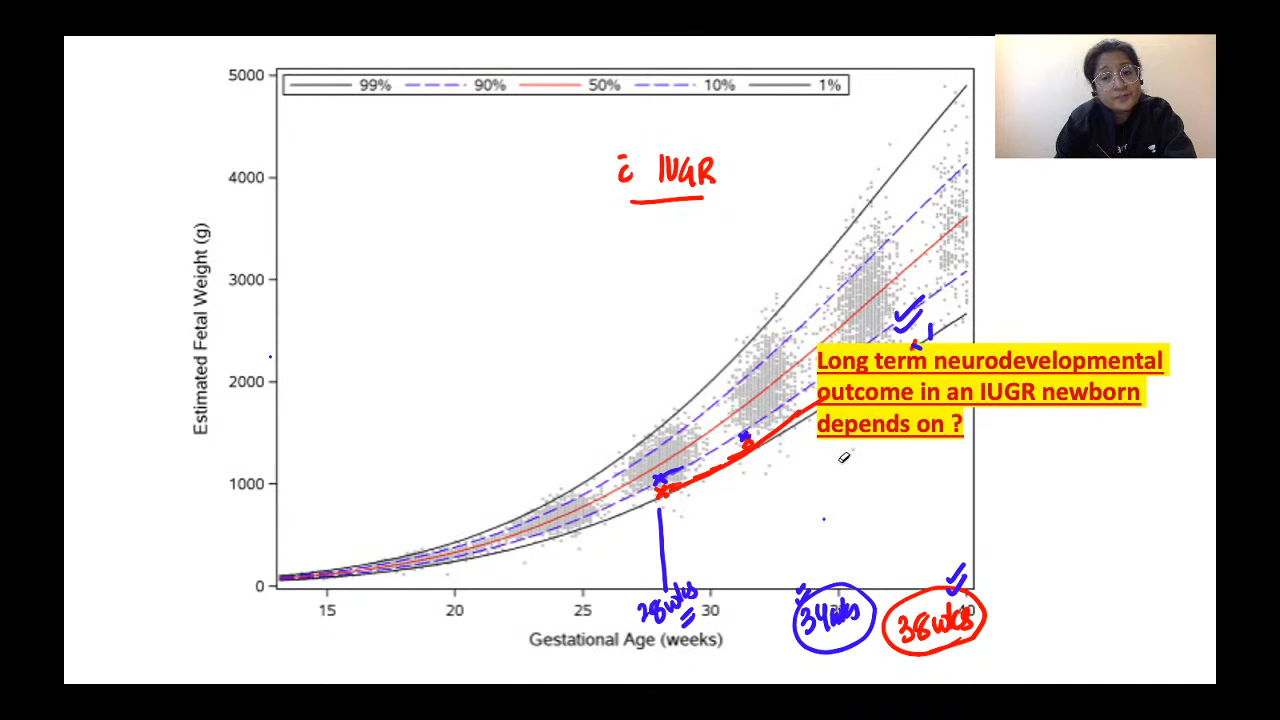 5000
99% 90% 50% 10% 1%
c̄ IUGR
4000
3000
2000
1000
0
Estimated Fetal Weight (g)
Long term neurodevelopmental
outcome in an IUGR newborn
depends on ?
28wks
34wks
38wks
15 20 25 30 40
Gestational Age (weeks)